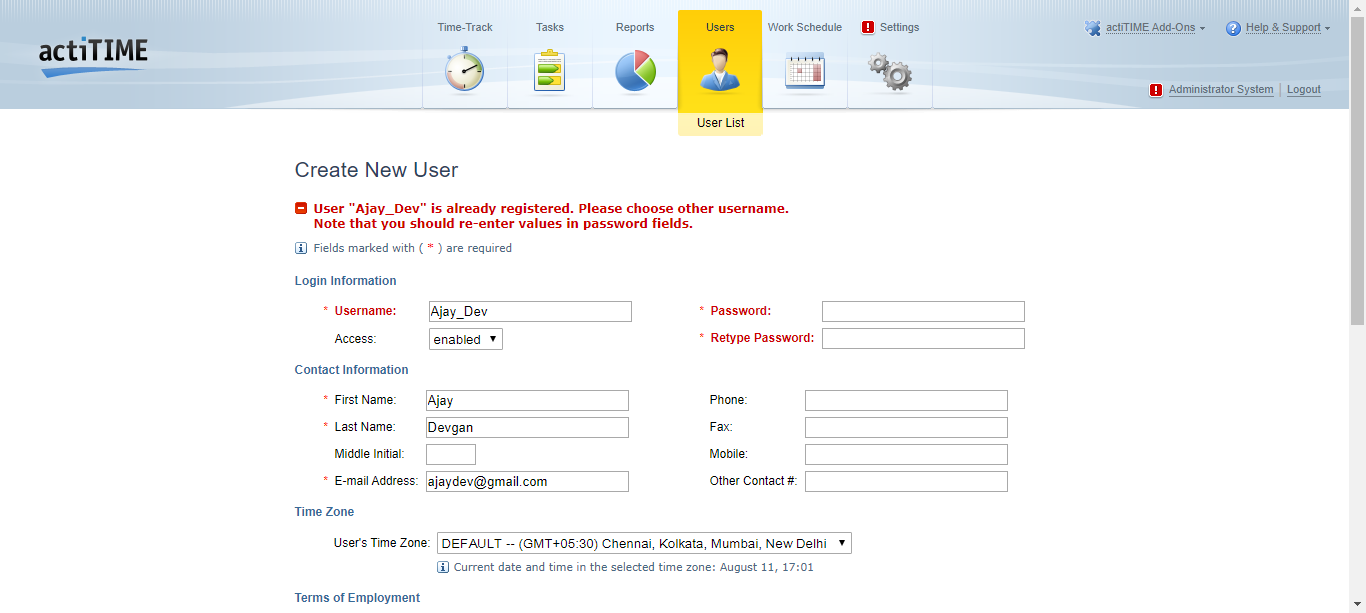 actiTIME
Time-Track Tasks Reports Users Work Schedule Settings
actiTIME Add-Ons Help & Support
Administrator System Logout
User List
Create New User
User "Ajay_Dev" is already registered. Please choose other username.
Note that you should re-enter values in password fields.
Fields marked with ( * ) are required
Login Information
* Username: Ajay_Dev * Password:
Access: enabled * Retype Password:
Contact Information
* First Name: Ajay Phone:
* Last Name: Devgan Fax:
Middle Initial: Mobile:
* E-mail Address: ajaydev@gmail.com Other Contact #:
Time Zone
User's Time Zone: DEFAULT -- (GMT+05:30) Chennai, Kolkata, Mumbai, New Delhi
Current date and time in the selected time zone: August 11, 17:01
Terms of Employment